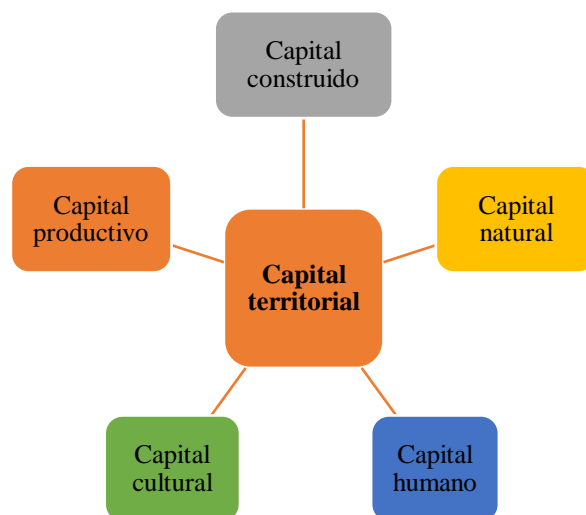 Capital
construido
Capital
productivo
Capital
natural
Capital
territorial
Capital
cultural
Capital
humano